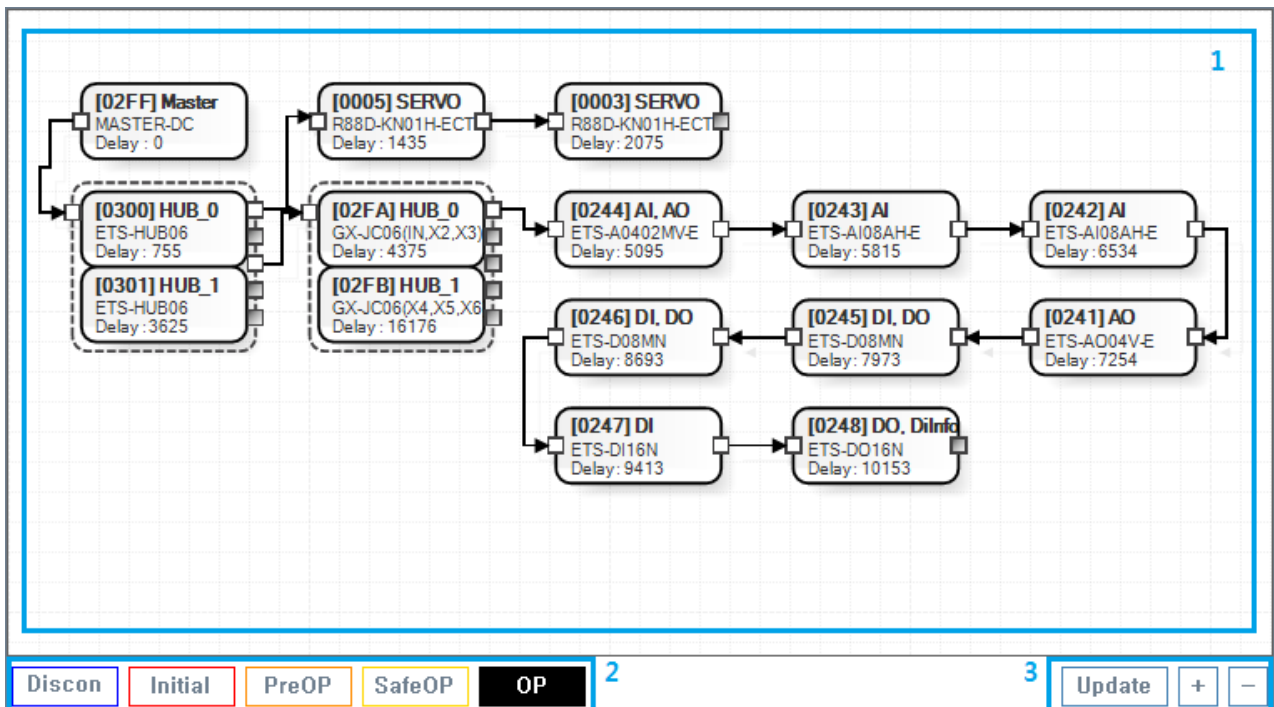 1
[02FF] Master
MASTER-DC
Delay : 0
[0005] SERVO
R88D-KN01H-ECT
Delay : 1435
[0003] SERVO
R88D-KN01H-ECT
Delay : 2075
[0300] HUB_0
ETS-HUB06
Delay : 755
[0301] HUB_1
ETS-HUB06
Delay : 3625
[02FA] HUB_0
GX-JC06(IN,X2,X3)
Delay : 4375
[02FB] HUB_1
GX-JC06(X4,X5,X6
Delay : 16176
[0244] AI, AO
ETS-A0402MV-E
Delay : 5095
[0243] AI
ETS-AI08AH-E
Delay : 5815
[0242] AI
ETS-AI08AH-E
Delay : 6534
[0246] DI, DO
ETS-D08MN
Delay : 8693
[0245] DI, DO
ETS-D08MN
Delay : 7973
[0241] AO
ETS-AO04V-E
Delay : 7254
[0247] DI
ETS-DI16N
Delay : 9413
[0248] DO, DiInfo
ETS-DO16N
Delay : 10153
Discon Initial PreOP SafeOP OP 2
3 Update + −